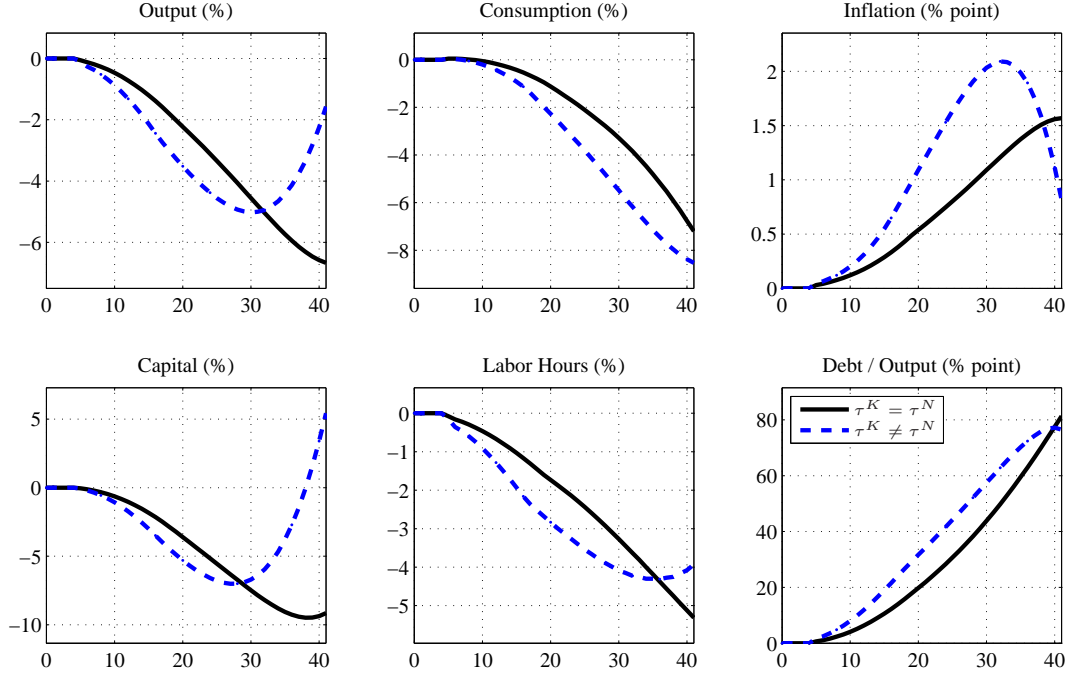 Output (%)
Consumption (%)
Inflation (% point)
0
−2
−4
−6
0 10 20 30 40
0
−2
−4
−6
−8
0 10 20 30 40
2
1.5
1
0.5
0
0 10 20 30 40
Capital (%)
Labor Hours (%)
Debt / Output (% point)
5
0
−5
−10
0 10 20 30 40
0
−1
−2
−3
−4
−5
0 10 20 30 40
80
60
40
20
0
0 10 20 30 40
τ^K = τ^N
τ^K ≠ τ^N